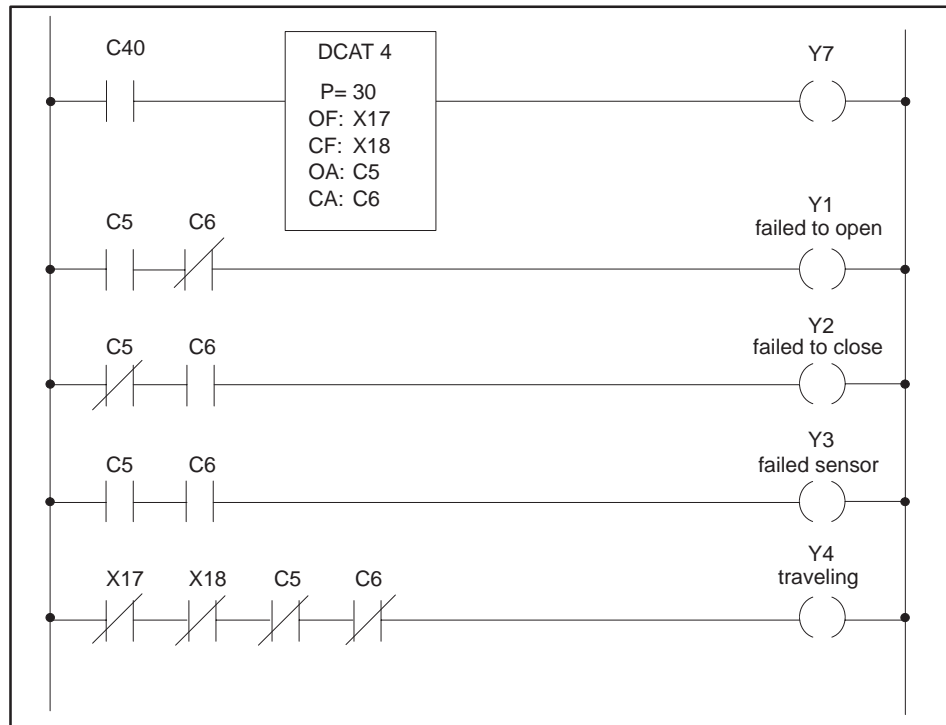 C40
DCAT 4
Y7
P= 30
OF: X17
CF: X18
OA: C5
CA: C6
C5 C6
Y1
failed to open
C5 C6
Y2
failed to close
C5 C6
Y3
failed sensor
X17 X18 C5 C6
Y4
traveling